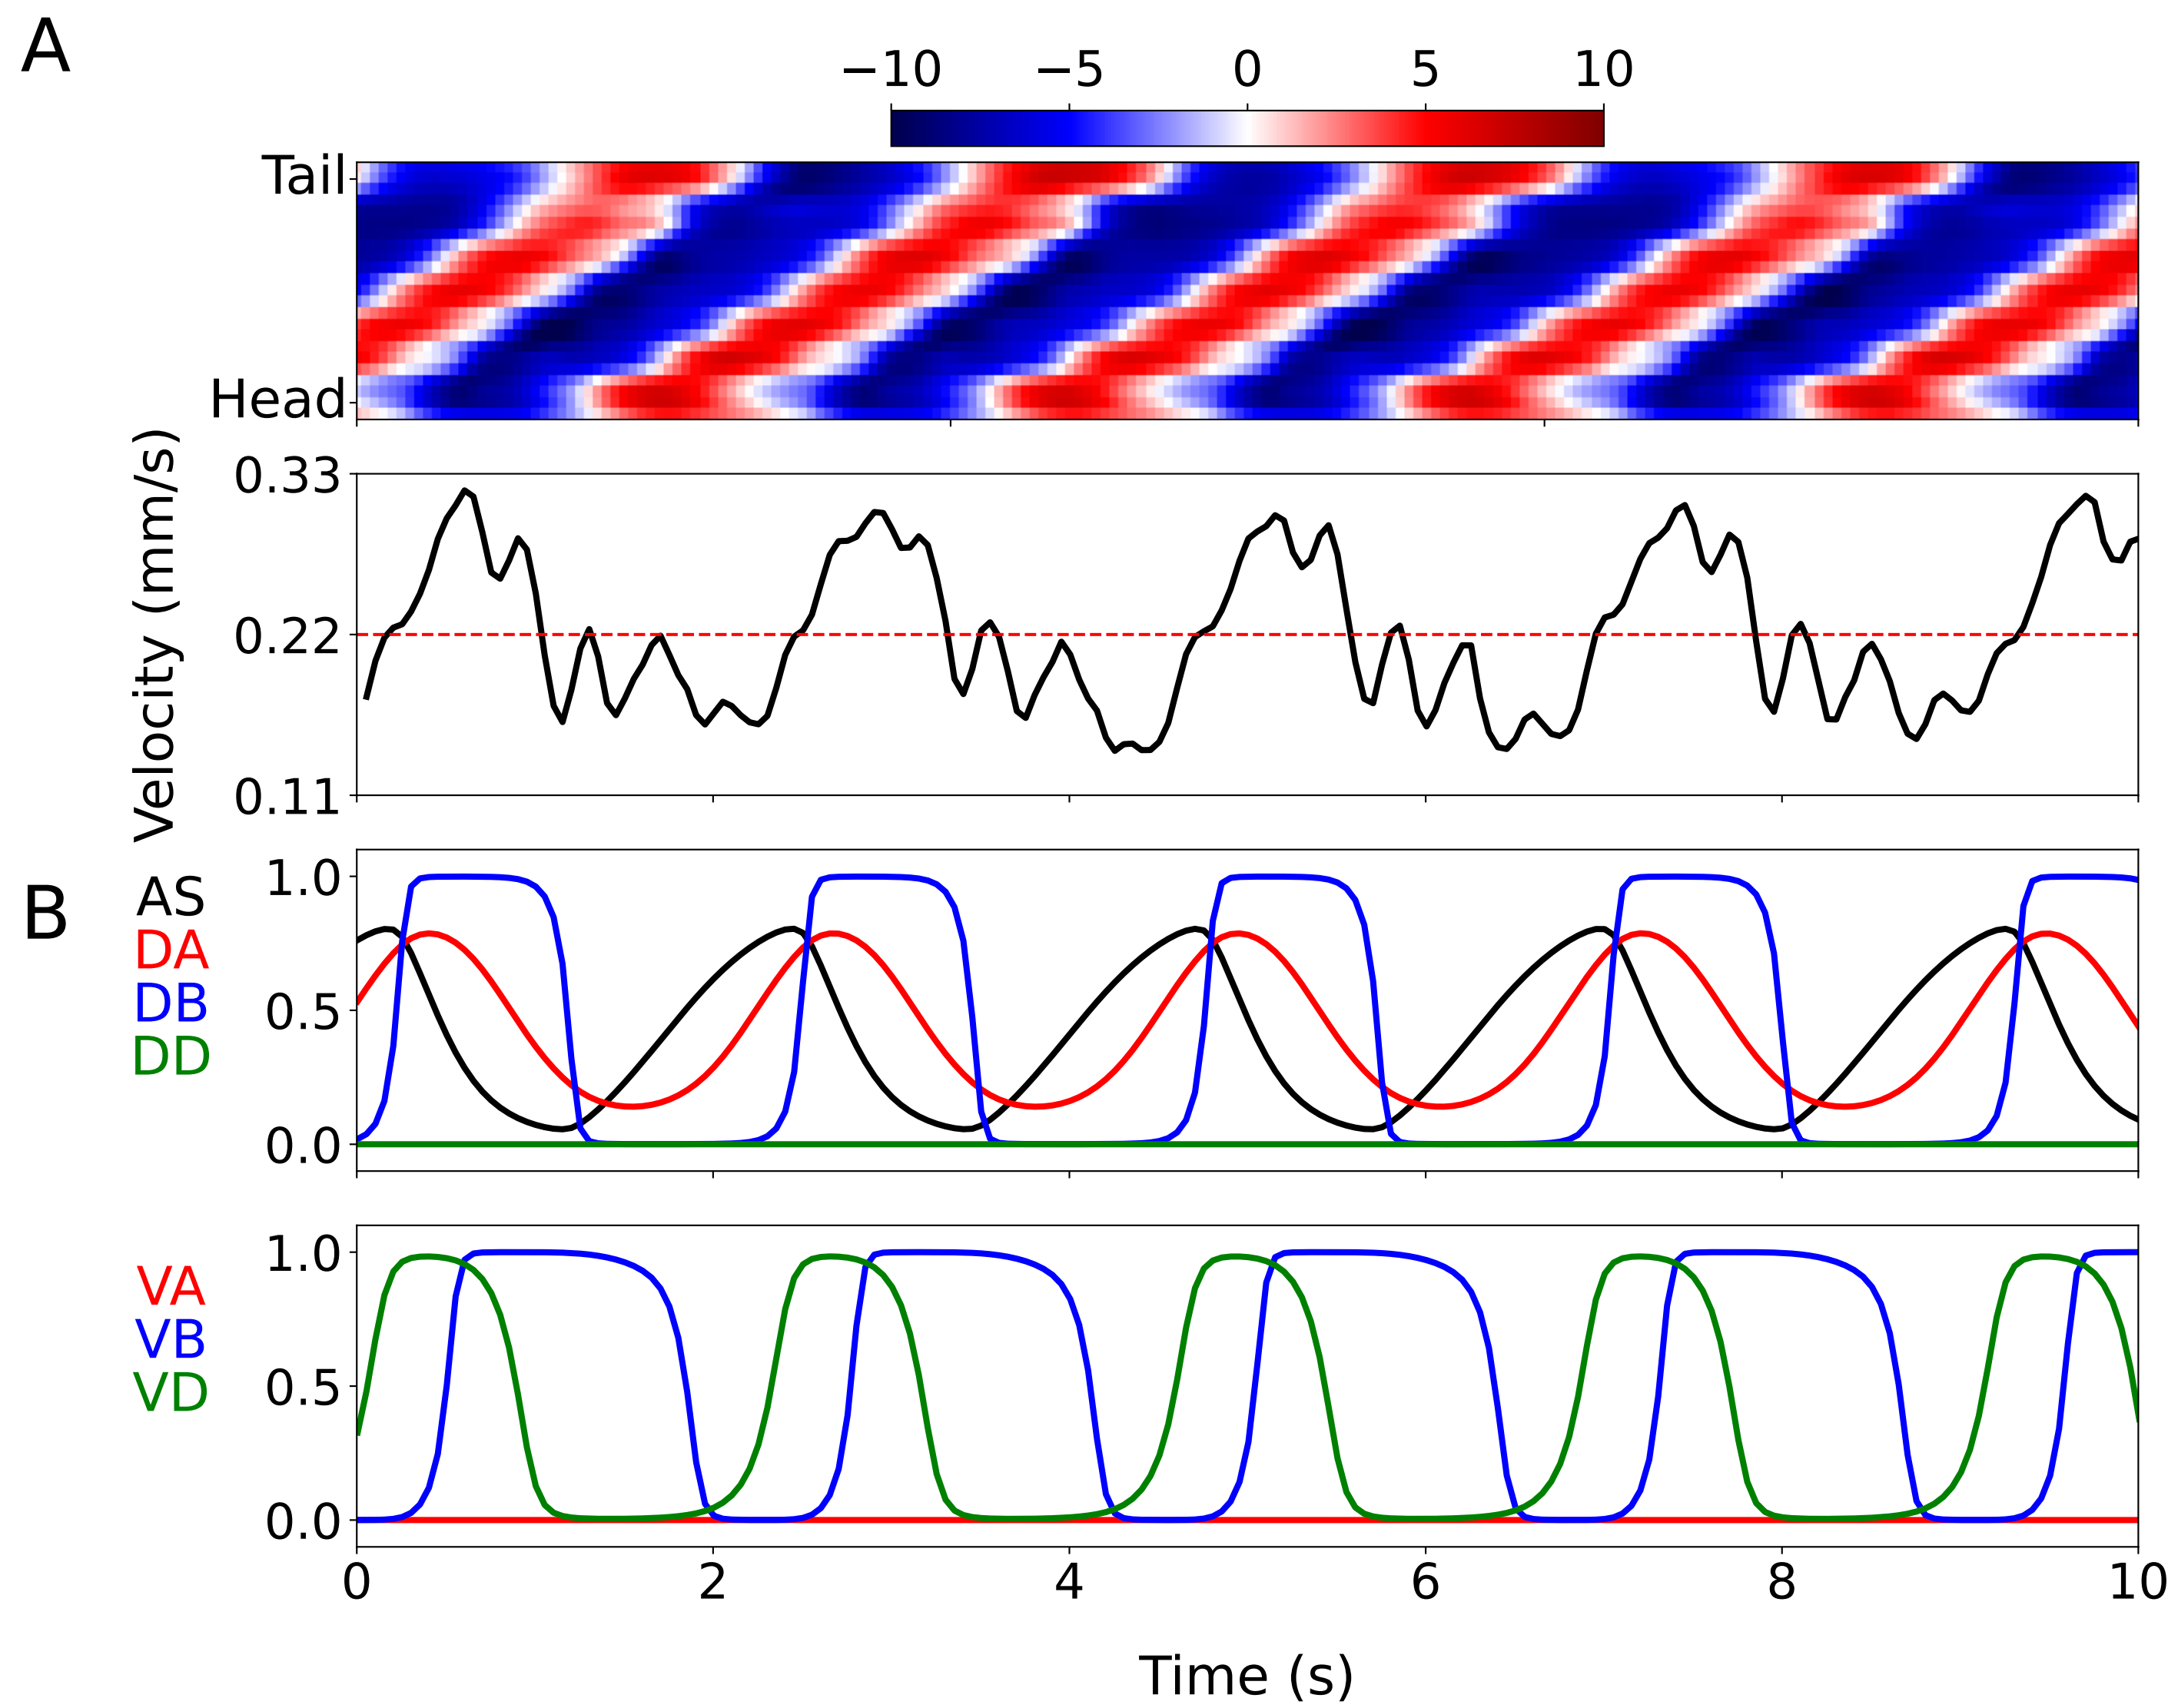 A
−10 −5 0 5 10
Tail
Head
Velocity (mm/s)
0.33
0.22
0.11
B
AS
DA
DB
DD
1.0
0.5
0.0
VA
VB
VD
1.0
0.5
0.0
0 2 4 6 8 10
Time (s)